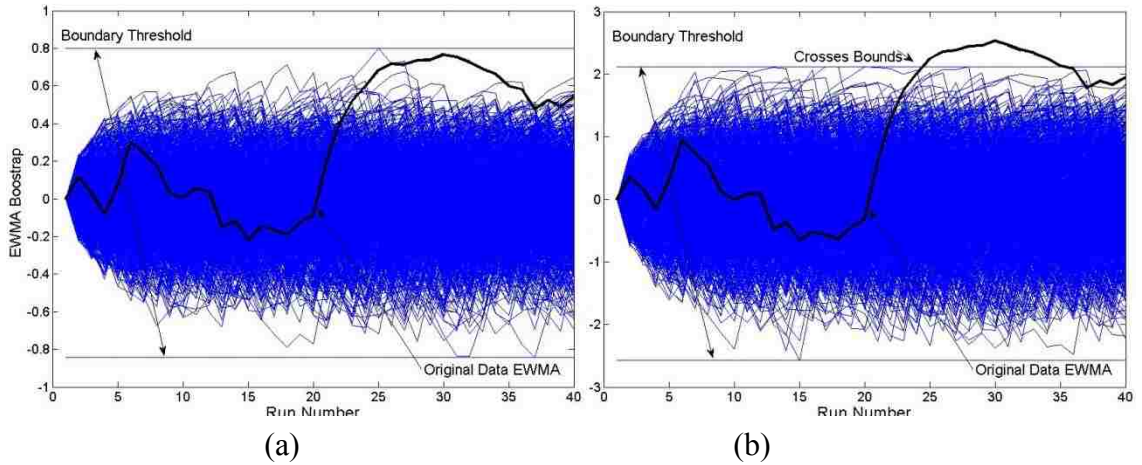 1
0.8
0.6
0.4
0.2
0
-0.2
-0.4
-0.6
-0.8
-1
EWMA Boostrap
Boundary Threshold
Original Data EWMA
0 5 10 15 20 25 30 35 40
Run Number
(a)
3
2
1
0
-1
-2
-3
Boundary Threshold
Crosses Bounds
Original Data EWMA
0 5 10 15 20 25 30 35 40
Run Number
(b)